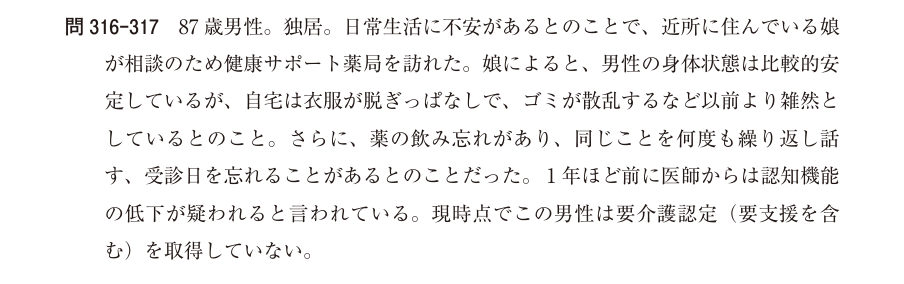 問 316-317　87 歳男性。独居。日常生活に不安があるとのことで、近所に住んでいる娘
が相談のため健康サポート薬局を訪れた。娘によると、男性の身体状態は比較的安
定しているが、自宅は衣服が脱ぎっぱなしで、ゴミが散乱するなど以前より雑然と
しているとのこと。さらに、薬の飲み忘れがあり、同じことを何度も繰り返し話
す、受診日を忘れることがあるとのことだった。１年ほど前に医師からは認知機能
の低下が疑われると言われている。現時点でこの男性は要介護認定（要支援を含
む）を取得していない。